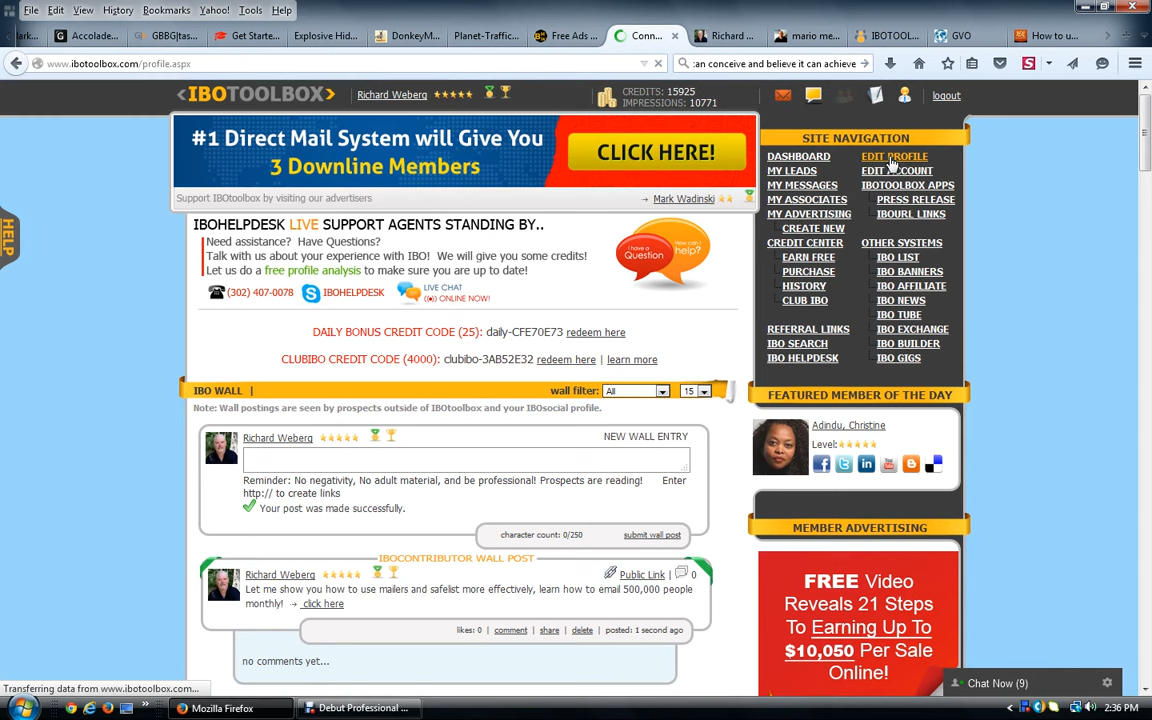 File Edit View History Bookmarks Yahoo! Tools Help
Accolade... GBBG|tas... Get Starte... Explosive Hid... DonkeyM... Planet-Traffic... Free Ads ... Conn... Richard ... mario me... IBOTOOL... GVO How to u...
www.ibotoolbox.com/profile.aspx
:an conceive and believe it can achieve
<IBOTOOLBOX>
Richard Weberg
CREDITS: 15925
IMPRESSIONS: 10771
logout
#1 Direct Mail System will Give You
3 Downline Members
CLICK HERE!
Support IBOtoolbox by visiting our advertisers
Mark Wadinski
HELP
IBOHELPDESK LIVE SUPPORT AGENTS STANDING BY..
Need assistance? Have Questions?
Talk with us about your experience with IBO! We will give you some credits!
Let us do a free profile analysis to make sure you are up to date!
(302) 407-0078 IBOHELPDESK LIVE CHAT
((o)) ONLINE NOW!
I have a Question
How can I help?
DAILY BONUS CREDIT CODE (25): daily-CFE70E73 redeem here
CLUBIBO CREDIT CODE (4000): clubibo-3AB52E32 redeem here | learn more
IBO WALL | wall filter: All 15
Note: Wall postings are seen by prospects outside of IBOtoolbox and your IBOsocial profile.
Richard Weberg NEW WALL ENTRY
Reminder: No negativity, No adult material, and be professional! Prospects are reading! Enter
http:// to create links
Your post was made successfully.
character count: 0/250 submit wall post
IBOCONTRIBUTOR WALL POST
Richard Weberg Public Link | 0
Let me show you how to use mailers and safelist more effectively, learn how to email 500,000 people
monthly! → click here
likes: 0 | comment | share | delete | posted: 1 second ago
no comments yet...
SITE NAVIGATION
DASHBOARD
MY LEADS
MY MESSAGES
MY ASSOCIATES
MY ADVERTISING
CREATE NEW
CREDIT CENTER
EARN FREE
PURCHASE
HISTORY
CLUB IBO
REFERRAL LINKS
IBO SEARCH
IBO HELPDESK
EDIT PROFILE
EDIT ACCOUNT
IBOTOOLBOX APPS
PRESS RELEASE
IBOURL LINKS
OTHER SYSTEMS
IBO LIST
IBO BANNERS
IBO AFFILIATE
IBO NEWS
IBO TUBE
IBO EXCHANGE
IBO BUILDER
IBO GIGS
FEATURED MEMBER OF THE DAY
Adindu, Christine
Level:
MEMBER ADVERTISING
FREE Video
Reveals 21 Steps
To Earning Up To
$10,050 Per Sale
Online!
Chat Now (9)
Transferring data from www.ibotoolbox.com...
Mozilla Firefox Debut Professional ... 2:36 PM